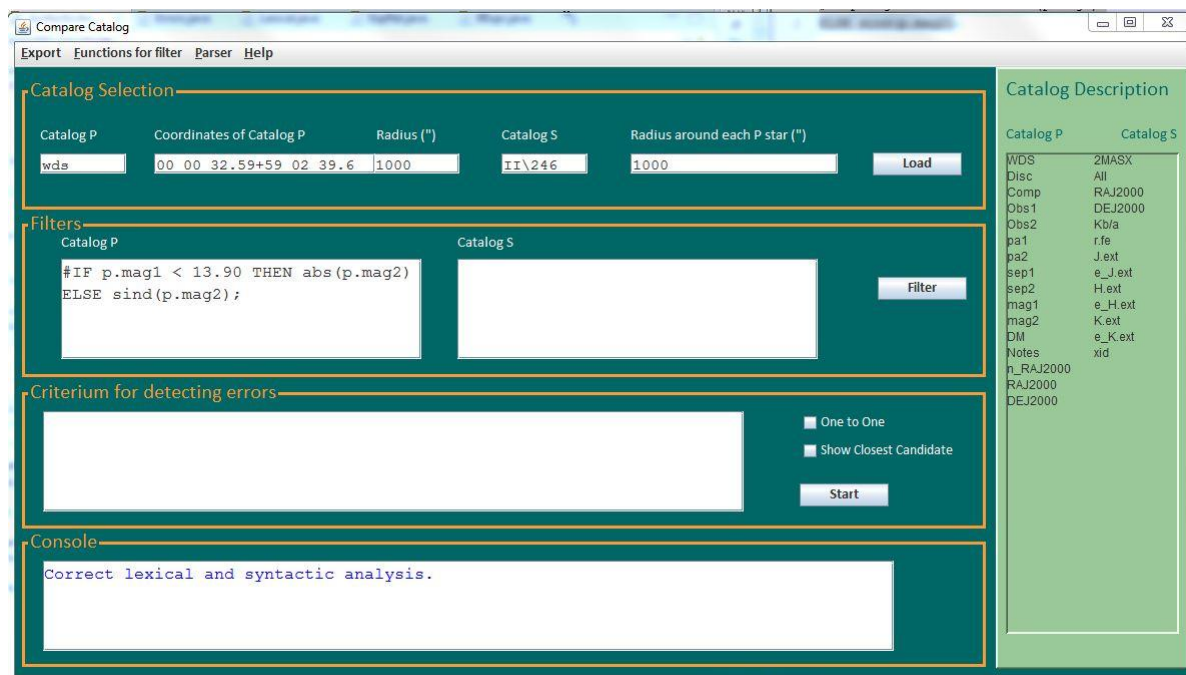 Compare Catalog
Export Functions for filter Parser Help
Catalog Selection
Catalog P Coordinates of Catalog P Radius (") Catalog S Radius around each P star (")
wds 00 00 32.59+59 02 39.6 1000 II\246 1000 Load
Filters
Catalog P Catalog S
#IF p.mag1 < 13.90 THEN abs(p.mag2)
ELSE sind(p.mag2);
Filter
Criterium for detecting errors
One to One
Show Closest Candidate
Start
Console
Correct lexical and syntactic analysis.
Catalog Description
Catalog P Catalog S
WDS 2MASX
Disc All
Comp RAJ2000
Obs1 DEJ2000
Obs2 Kb/a
pa1 r.fe
pa2 J.ext
sep1 e_J.ext
sep2 H.ext
mag1 e_H.ext
mag2 K.ext
DM e_K.ext
Notes xid
n_RAJ2000
RAJ2000
DEJ2000